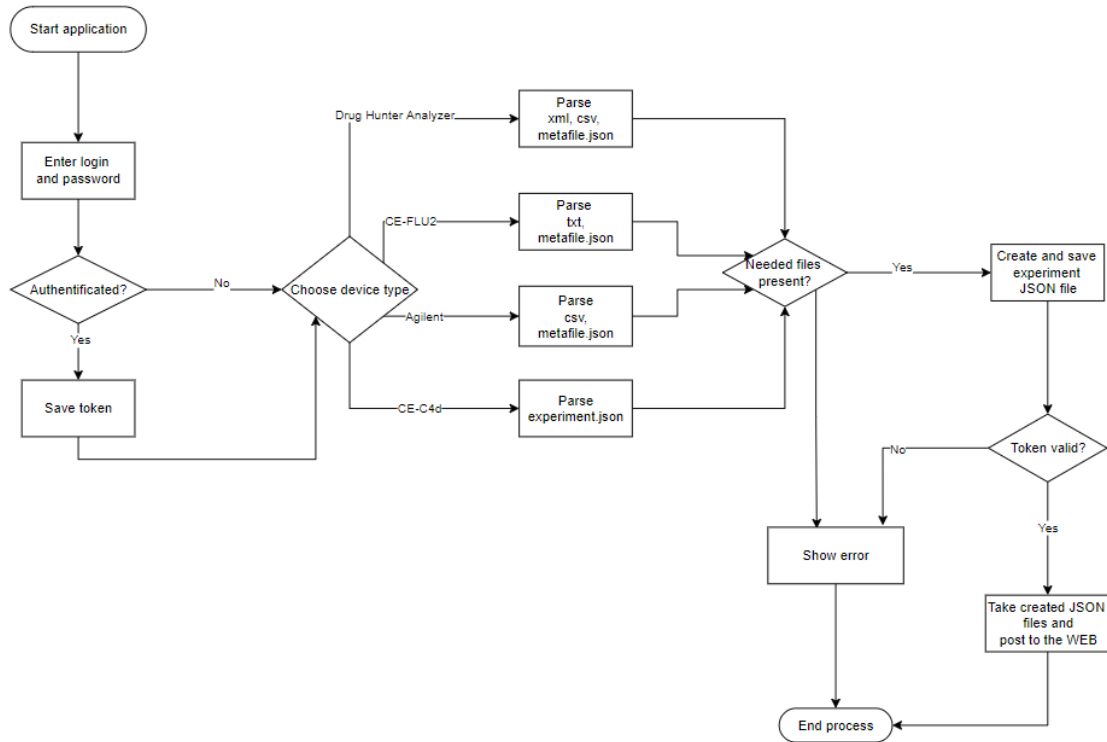 Start application
Enter login
and password
Authentificated?
No
Yes
Save token
Choose device type
Drug Hunter Analyzer
CE-FLU2
Agilent
CE-C4d
Parse
xml, csv,
metafile.json
Parse
txt,
metafile.json
Parse
csv,
metafile.json
Parse
experiment.json
Needed files
present?
Yes
Create and save
experiment
JSON file
Token valid?
No
Yes
Show error
Take created JSON
files and
post to the WEB
End process